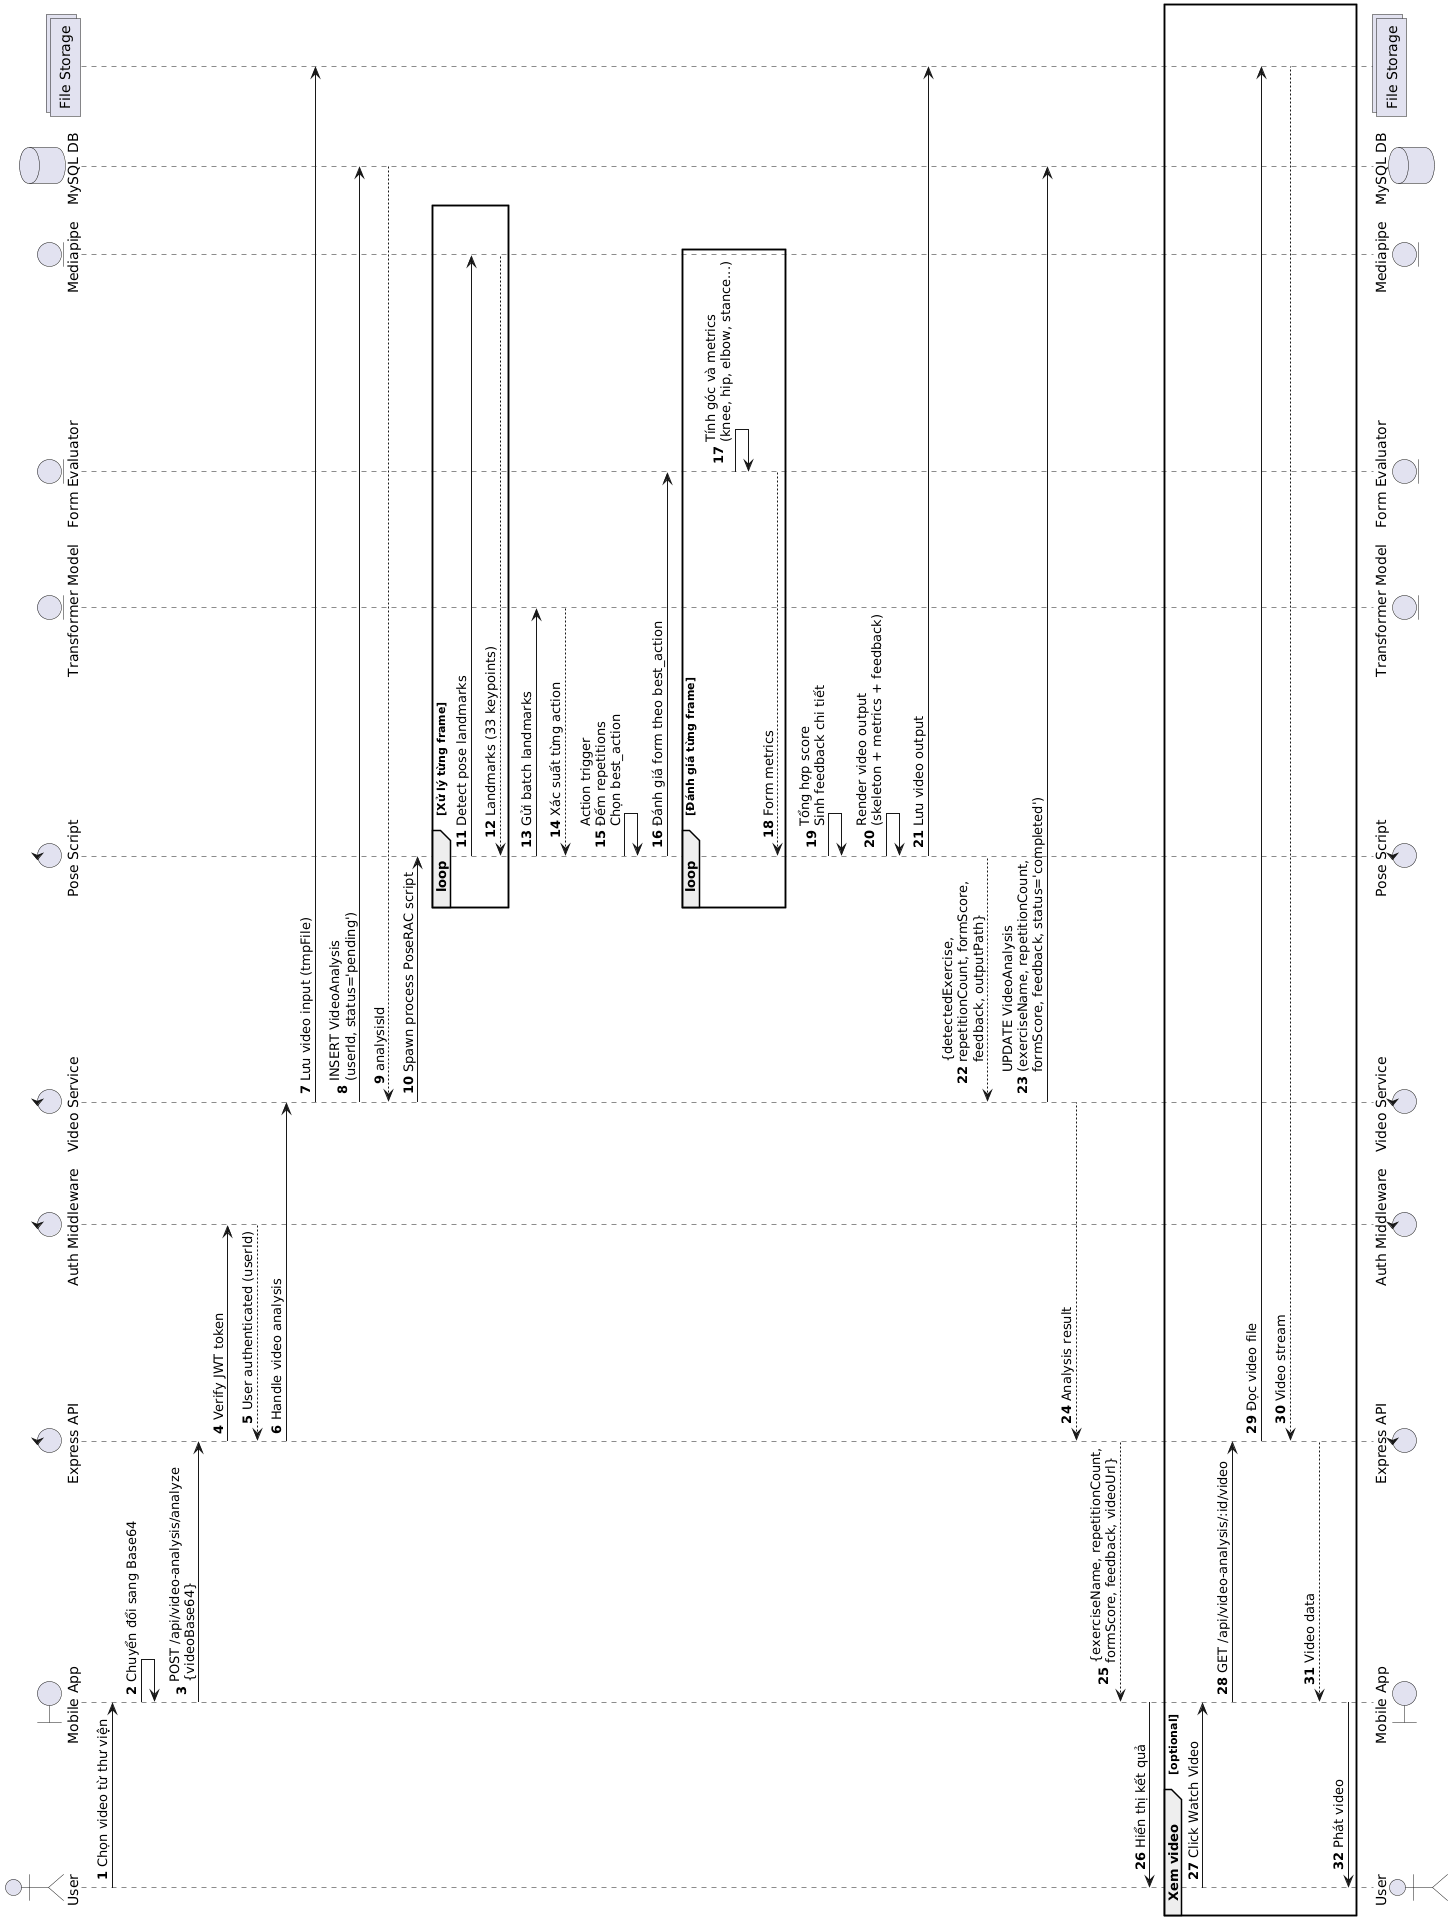 User
Mobile App
Express API
Auth Middleware
Video Service
Pose Script
Transformer Model
Form Evaluator
Mediapipe
MySQL DB
File Storage
1 Chọn video từ thư viện
2 Chuyển đổi sang Base64
POST /api/video-analysis/analyze
3 {videoBase64}
4 Verify JWT token
5 User authenticated (userId)
6 Handle video analysis
7 Lưu video input (tmpFile)
INSERT VideoAnalysis
8 (userId, status='pending')
9 analysisId
10 Spawn process PoseRAC script
loop [Xử lý từng frame]
11 Detect pose landmarks
12 Landmarks (33 keypoints)
13 Gửi batch landmarks
14 Xác suất từng action
Action trigger
15 Đếm repetitions
Chọn best_action
16 Đánh giá form theo best_action
loop [Đánh giá từng frame]
Tính góc và metrics
17 (knee, hip, elbow, stance...)
18 Form metrics
Tổng hợp score
19 Sinh feedback chi tiết
Render video output
20 (skeleton + metrics + feedback)
21 Lưu video output
{detectedExercise,
22 repetitionCount, formScore,
feedback, outputPath}
UPDATE VideoAnalysis
23 (exerciseName, repetitionCount,
formScore, feedback, status='completed')
24 Analysis result
{exerciseName, repetitionCount,
25 formScore, feedback, videoUrl}
26 Hiển thị kết quả
Xem video [optional]
27 Click Watch Video
28 GET /api/video-analysis/:id/video
29 Đọc video file
30 Video stream
31 Video data
32 Phát video
User
Mobile App
Express API
Auth Middleware
Video Service
Pose Script
Transformer Model
Form Evaluator
Mediapipe
MySQL DB
File Storage